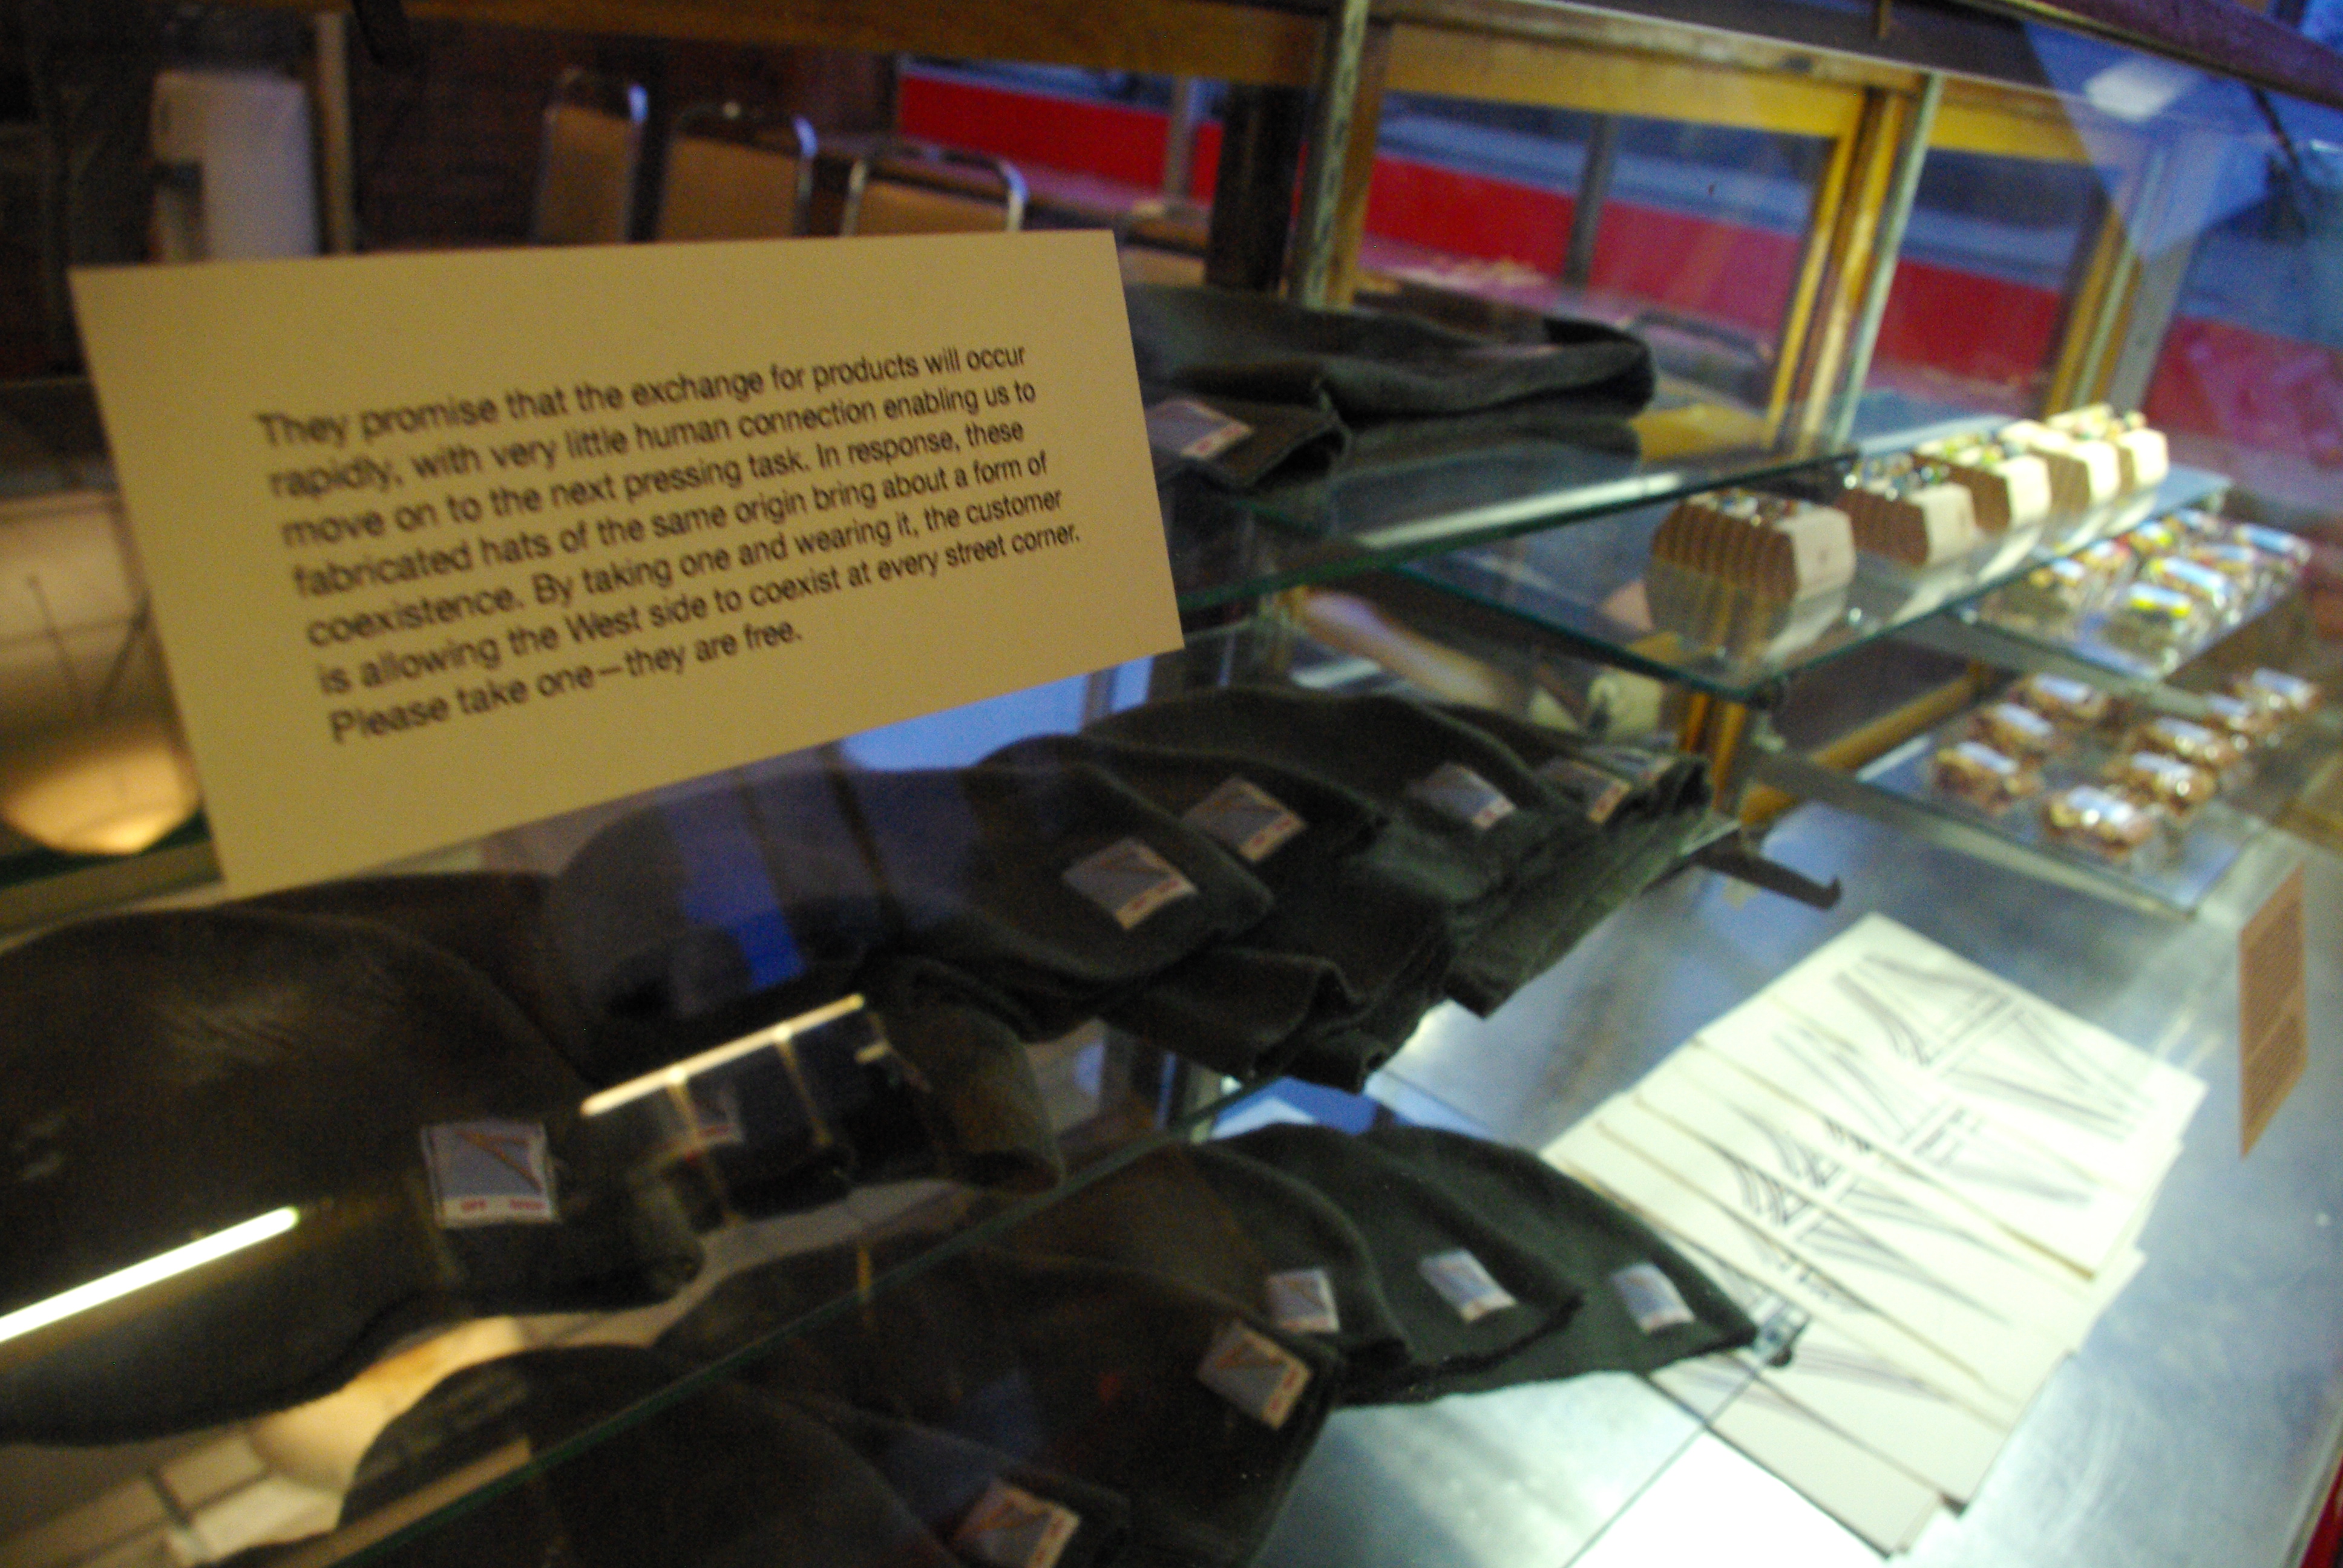 They promise that the exchange for products will occur
rapidly, with very little human connection enabling us to
move on to the next pressing task. In response, these
fabricated hats of the same origin bring about a form of
coexistence. By taking one and wearing it, the customer
is allowing the West side to coexist at every street corner.
Please take one—they are free.